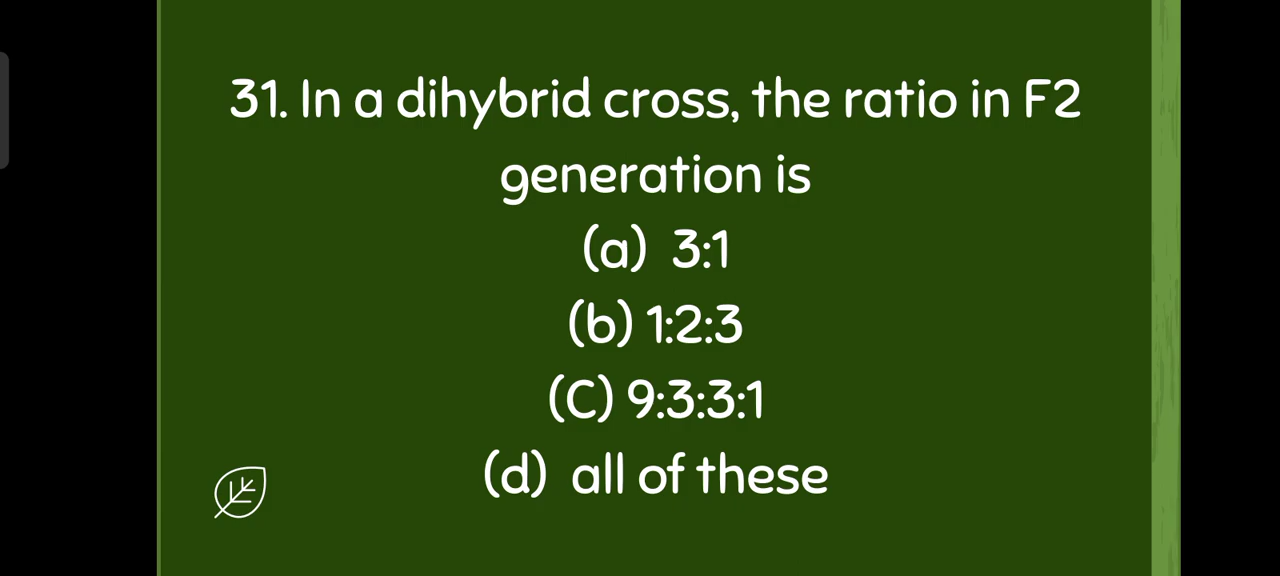 31. In a dihybrid cross, the ratio in F2
generation is
(a) 3:1
(b) 1:2:3
(C) 9:3:3:1
(d) all of these